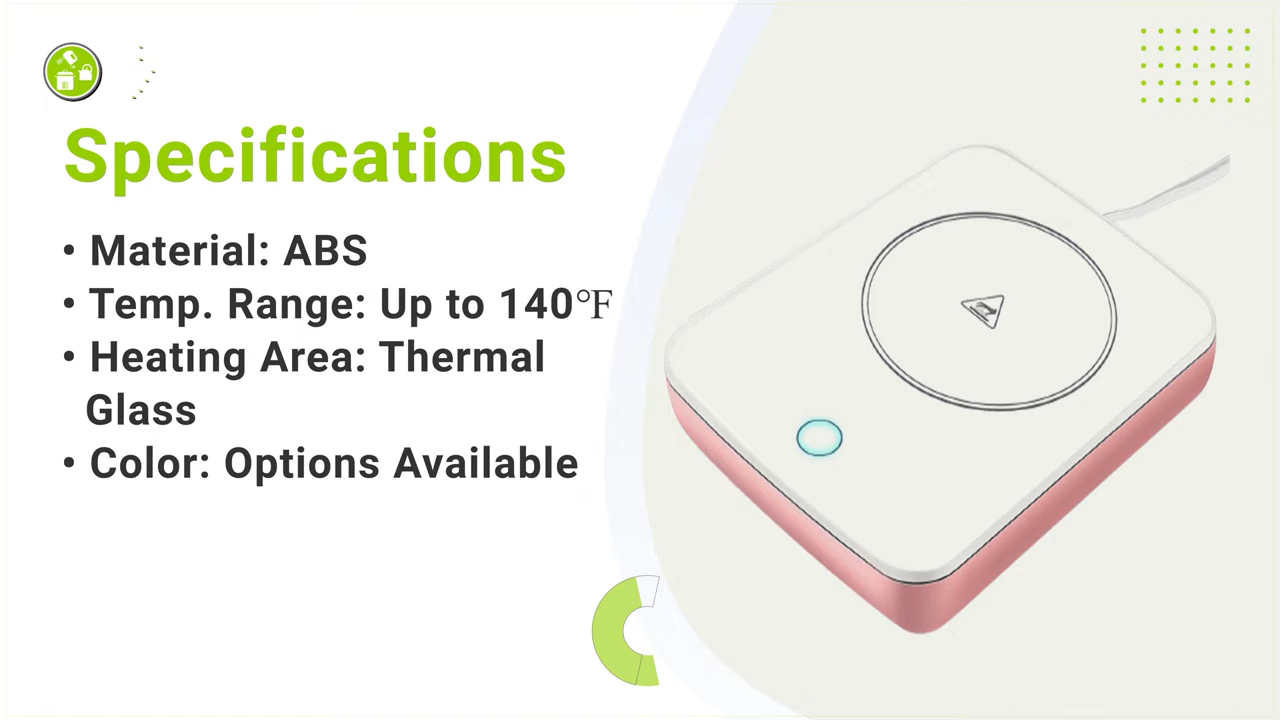 Specifications
• Material: ABS
• Temp. Range: Up to 140℉
• Heating Area: Thermal
Glass
• Color: Options Available